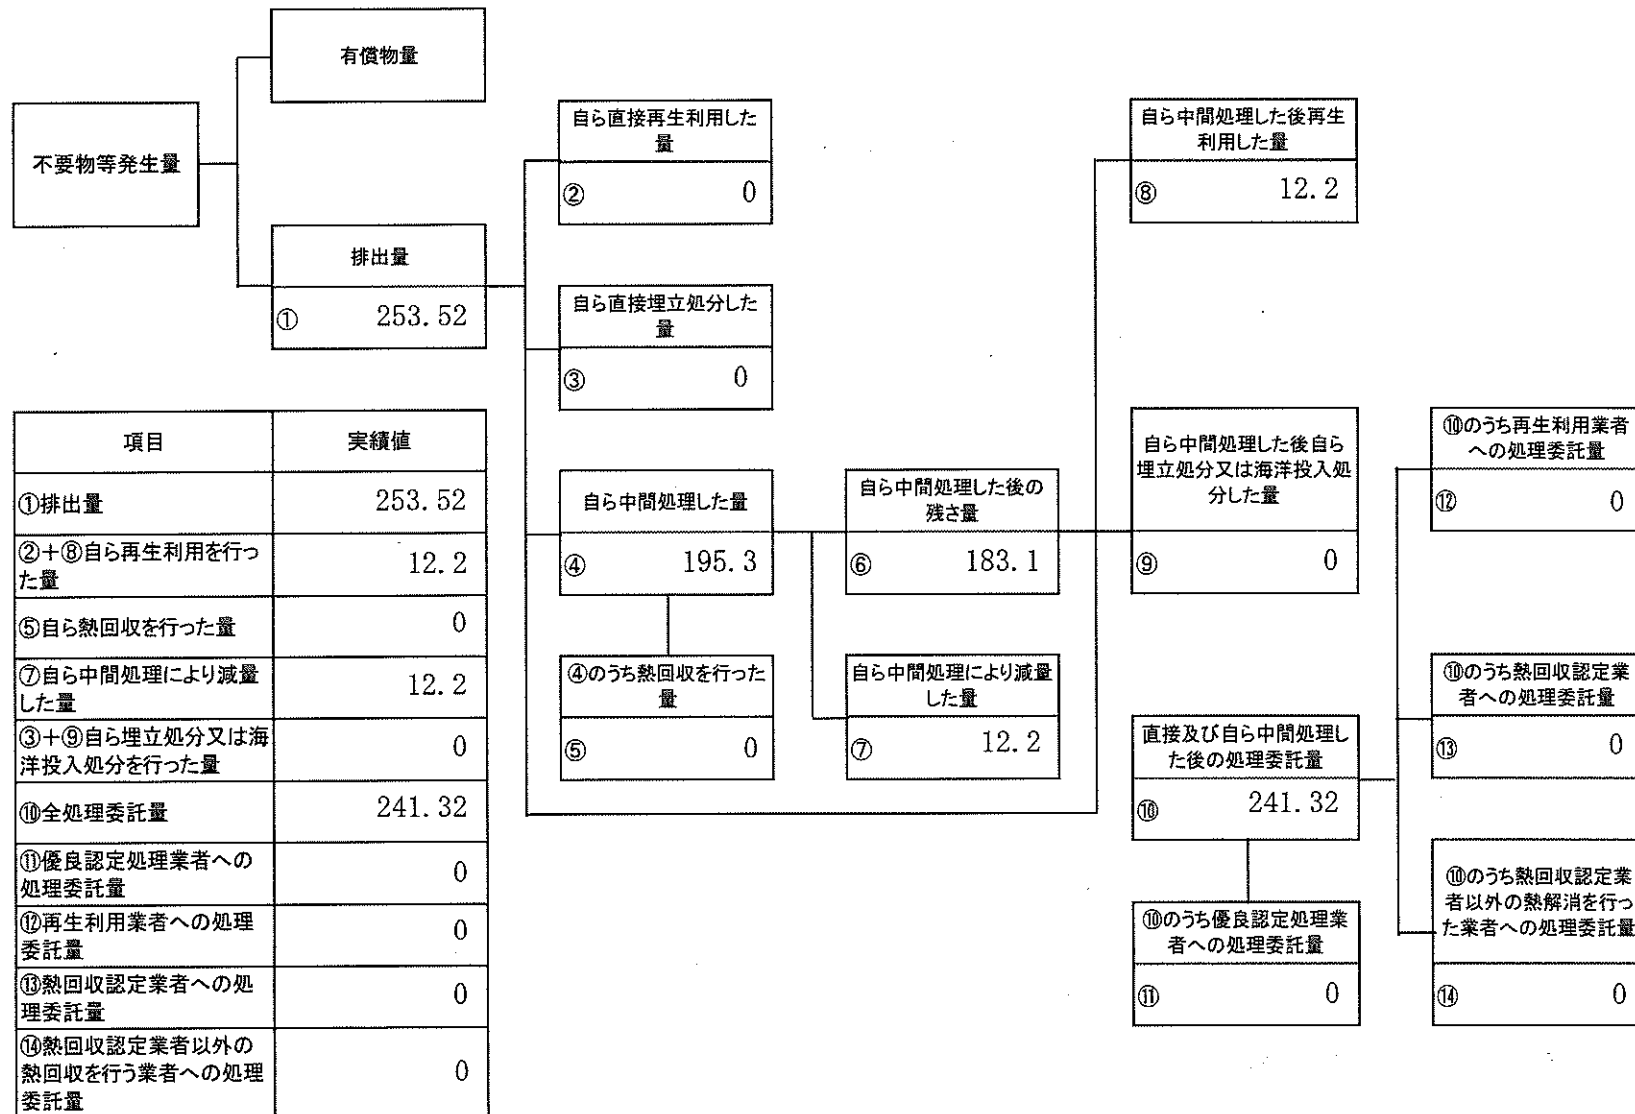 有償物量
不要物等発生量
排出量
① 253.52
自ら直接再生利用した
量
② 0
自ら直接埋立処分した
量
③ 0
自ら中間処理した量
④ 195.3
④のうち熱回収を行った
量
⑤ 0
自ら中間処理した後の
残さ量
⑥ 183.1
自ら中間処理により減量
した量
⑦ 12.2
自ら中間処理した後再生
利用した量
⑧ 12.2
自ら中間処理した後自ら
埋立処分又は海洋投入処
分した量
⑨ 0
直接及び自ら中間処理し
た後の処理委託量
⑩ 241.32
⑩のうち優良認定処理業
者への処理委託量
⑪ 0
⑩のうち再生利用業者
への処理委託量
⑫ 0
⑩のうち熱回収認定業
者への処理委託量
⑬ 0
⑩のうち熱回収認定業
者以外の熱解消を行っ
た業者への処理委託量
⑭ 0
項目 実績値
①排出量 253.52
②+⑧自ら再生利用を行っ
た量 12.2
⑤自ら熱回収を行った量 0
⑦自ら中間処理により減量
した量 12.2
③+⑨自ら埋立処分又は海
洋投入処分を行った量 0
⑩全処理委託量 241.32
⑪優良認定処理業者への
処理委託量 0
⑫再生利用業者への処理
委託量 0
⑬熱回収認定業者への処
理委託量 0
⑭熱回収認定業者以外の
熱回収を行う業者への処理
委託量 0